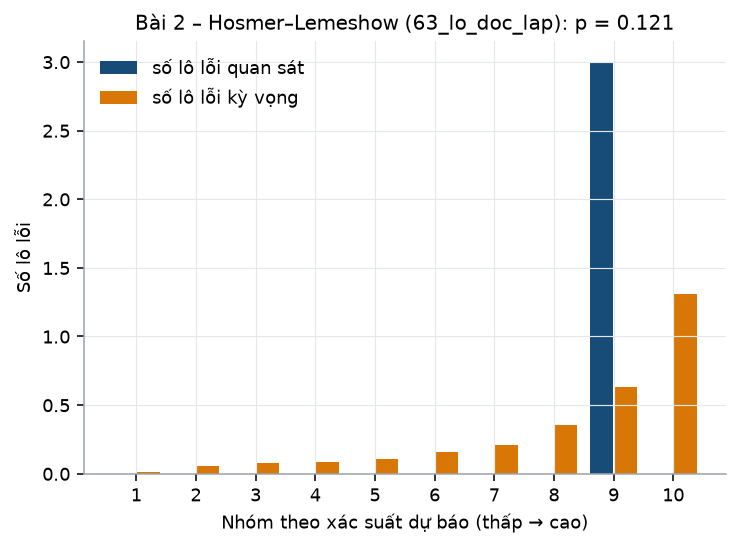 Bài 2 – Hosmer–Lemeshow (63_lo_doc_lap): p = 0.121
số lô lỗi quan sát
số lô lỗi kỳ vọng
Số lô lỗi
3.0
2.5
2.0
1.5
1.0
0.5
0.0
1 2 3 4 5 6 7 8 9 10
Nhóm theo xác suất dự báo (thấp → cao)